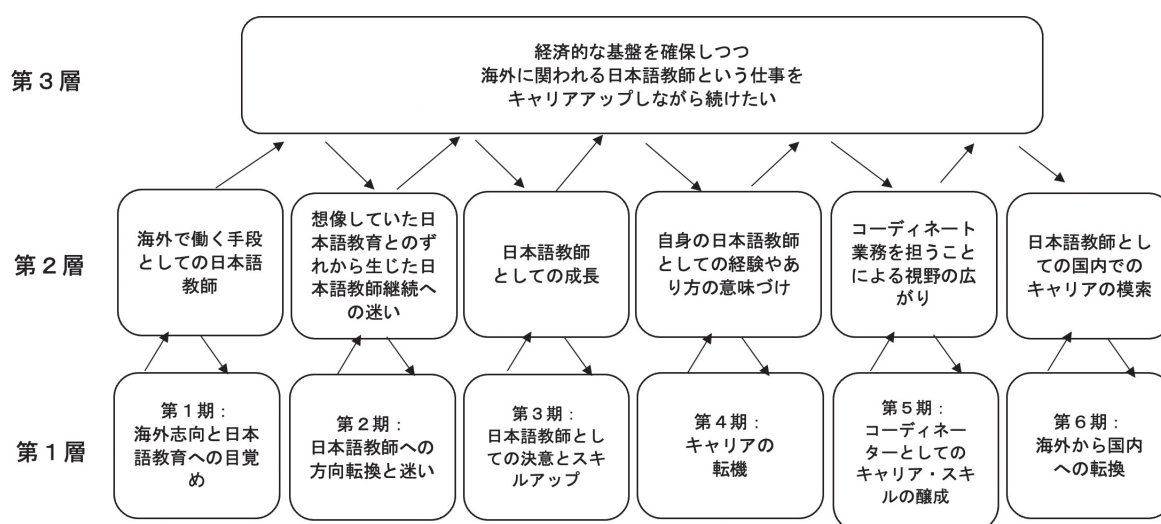 第3層
経済的な基盤を確保しつつ
海外に関われる日本語教師という仕事を
キャリアアップしながら続けたい
第2層
海外で働く手段
としての日本語
教師
想像していた日
本語教育とのず
れから生じた日
本語教師継続へ
の迷い
日本語教師
としての成長
自身の日本語教師
としての経験やあ
り方の意味づけ
コーディネート
業務を担うこと
による視野の広
がり
日本語教師とし
ての国内での
キャリアの模索
第1層
第1期:
海外志向と日本
語教育への目覚
め
第2期:
日本語教師への
方向転換と迷い
第3期:
日本語教師とし
ての決意とスキ
ルアップ
第4期:
キャリアの
転機
第5期:
コーディネー
ターとしての
キャリア・スキ
ルの醸成
第6期:
海外から国内
への転換